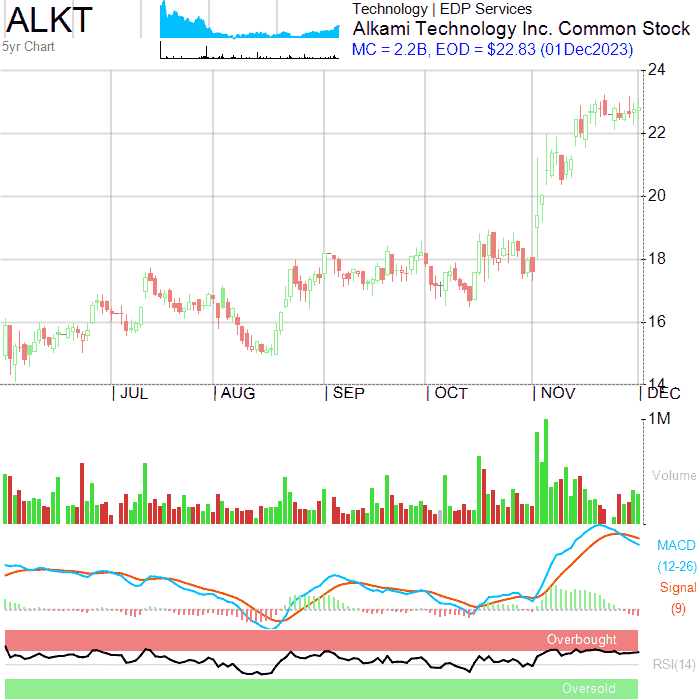 ALKT
5yr Chart
Technology | EDP Services
Alkami Technology Inc. Common Stock
MC = 2.2B, EOD = $22.83 (01Dec2023)
24
22
20
18
16
14
JUL
AUG
SEP
OCT
NOV
DEC
1M
Volume
MACD
(12-26)
Signal
(9)
Overbought
RSI(14)
Oversold